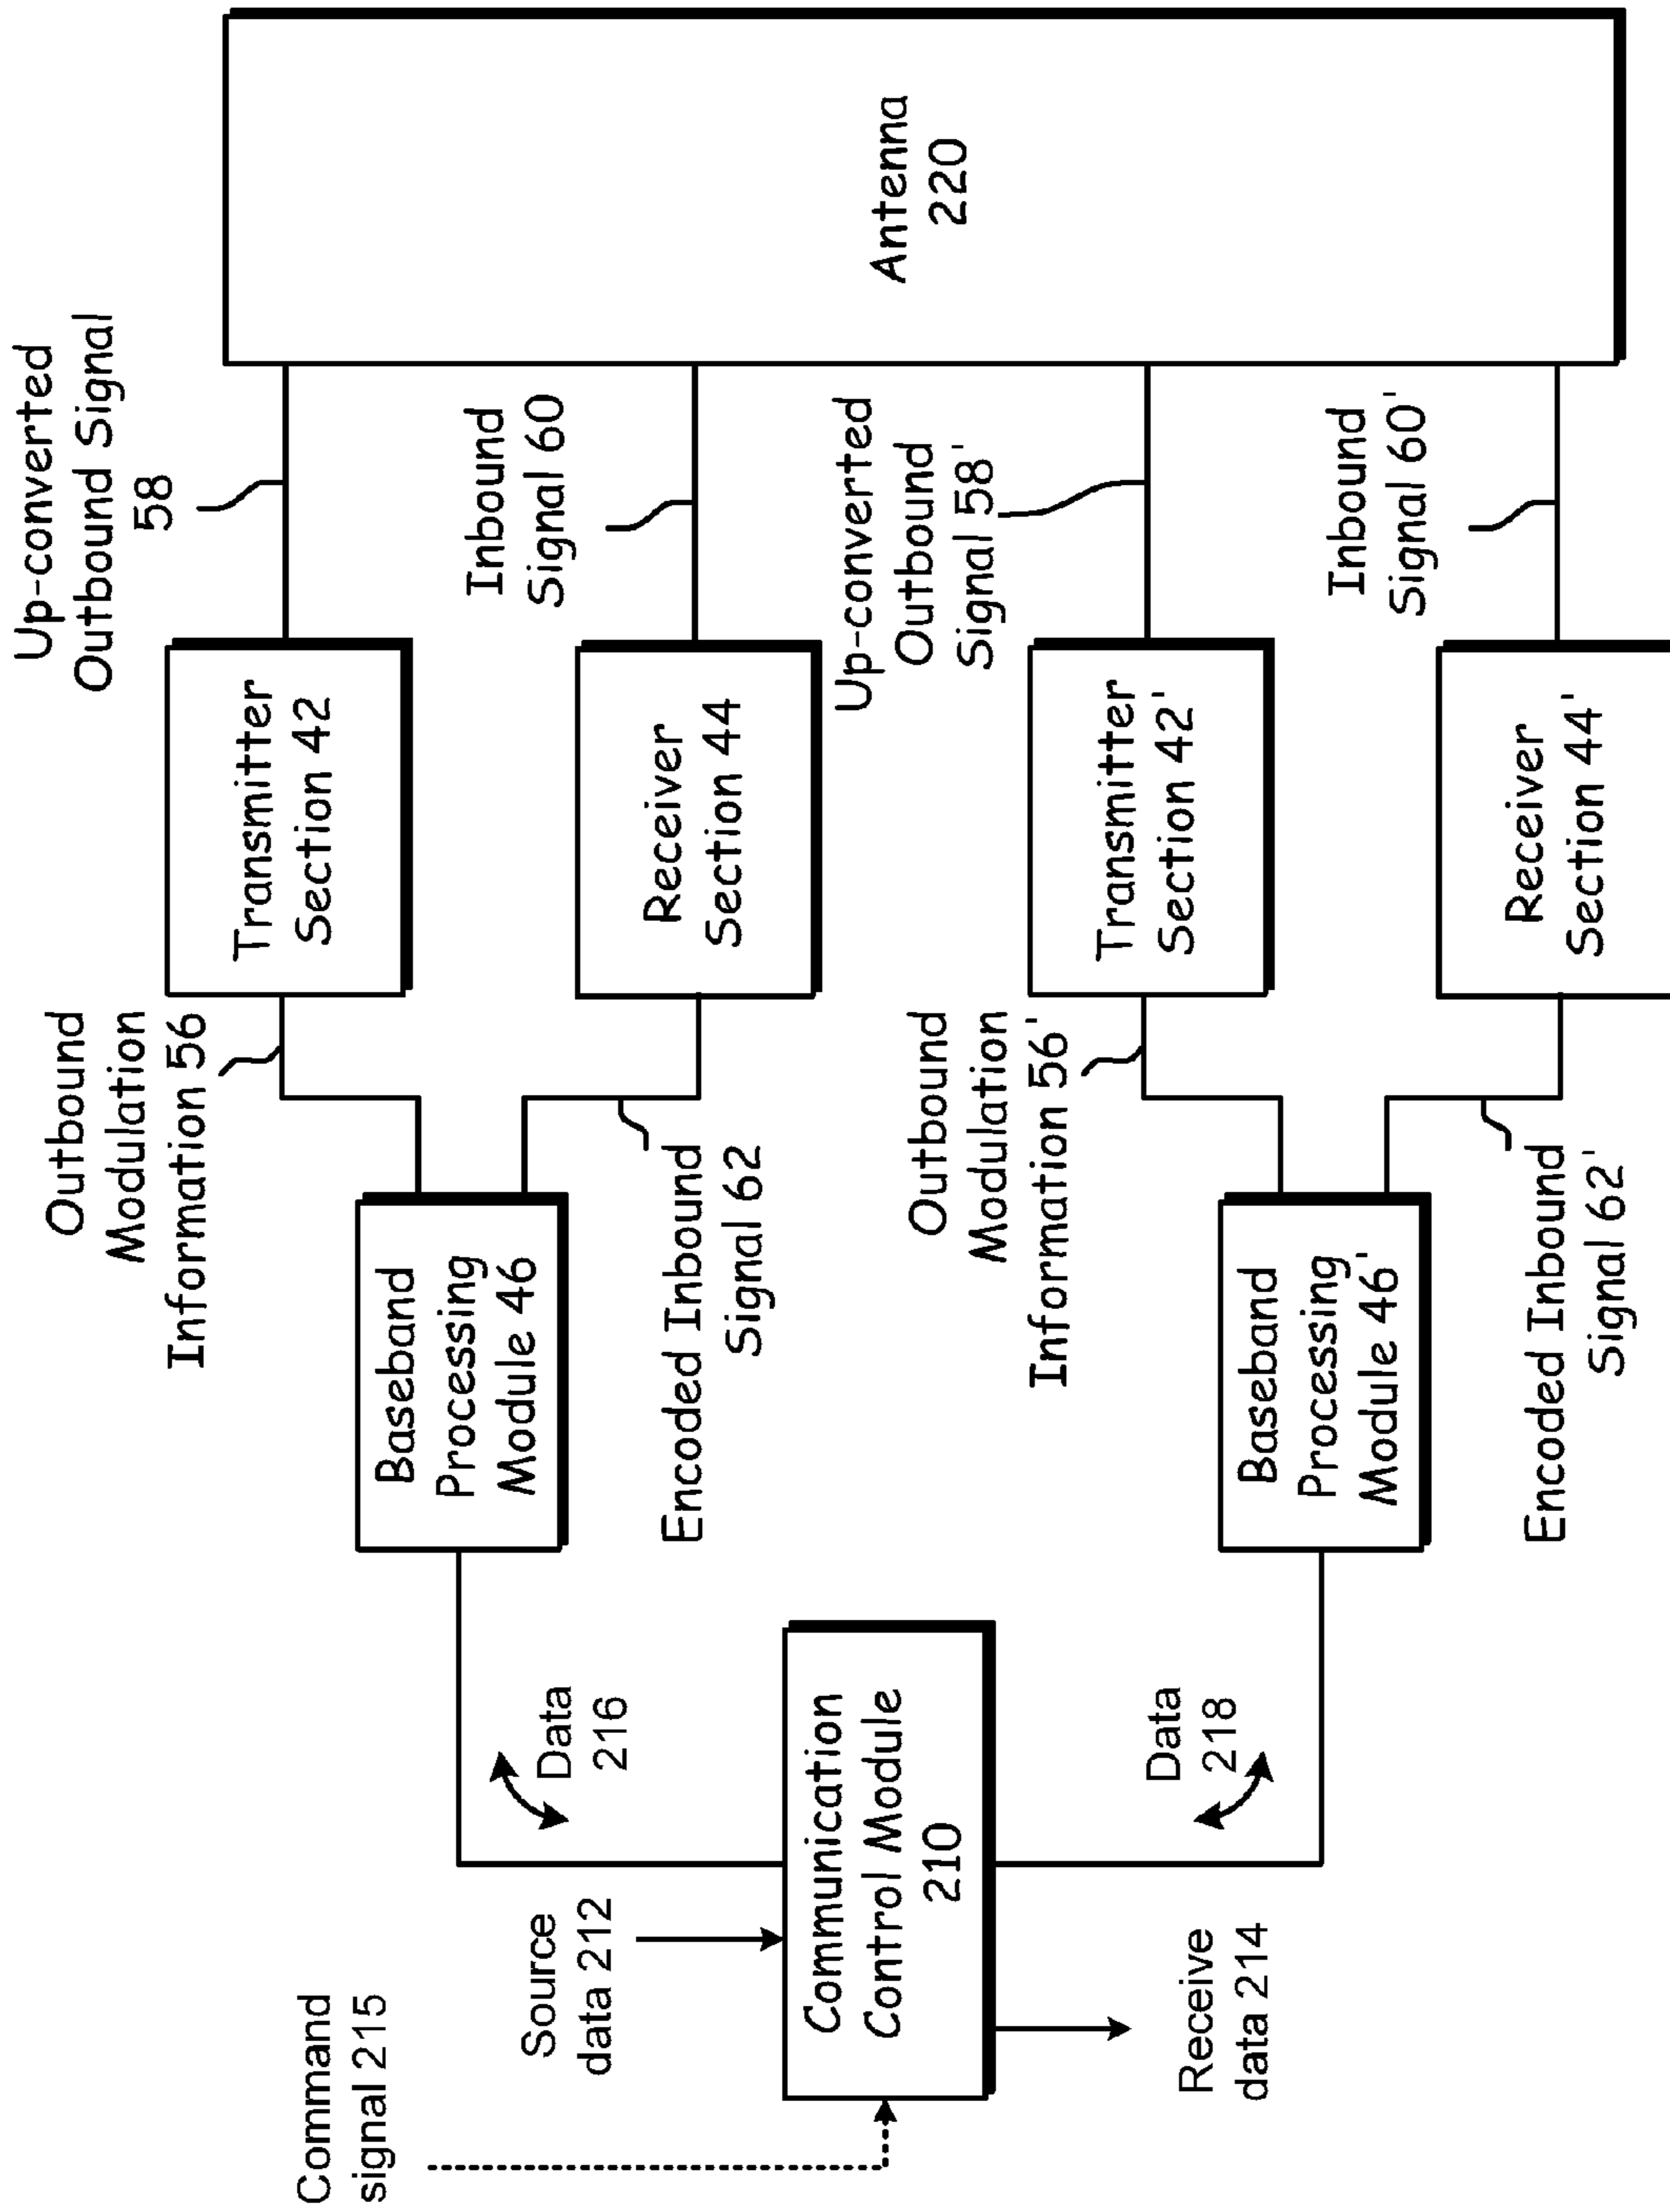 Up-converted
Outbound Signal
58
Outbound
Modulation
Information 56
Transmitter
Section 42
Inbound
Signal 60
Baseband
Processing
Module 46
Receiver
Section 44
Encoded Inbound
Signal 62
Command
signal 215
Source
data 212
Data
216
Communication
Control Module
210
Antenna
220
Up-converted
Outbound
Signal 58'
Outbound
Modulation
Information 56'
Transmitter
Section 42'
Receive
data 214
Data
218
Baseband
Processing
Module 46'
Inbound
Signal 60'
Receiver
Section 44'
Encoded Inbound
Signal 62'